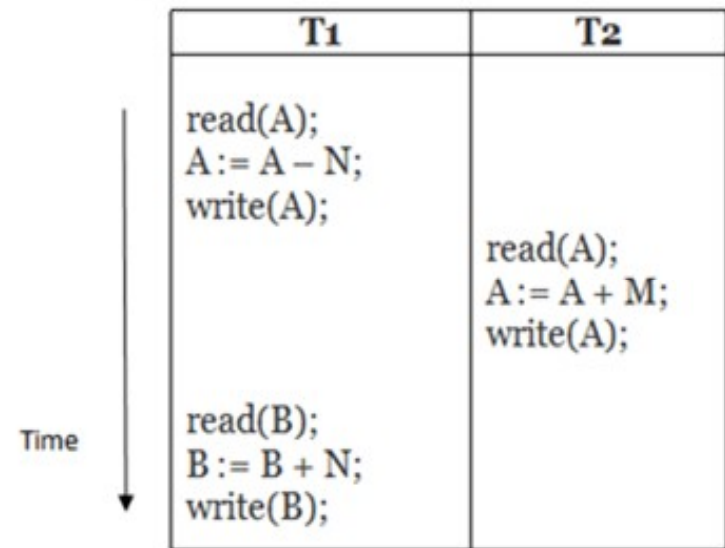 T1 T2
read(A);
A := A – N;
write(A);
read(A);
A := A + M;
write(A);
read(B);
B := B + N;
write(B);
Time